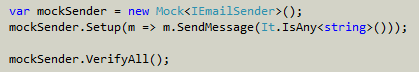 var mockSender = new Mock<IEmailSender>();
mockSender.Setup(m => m.SendMessage(It.IsAny<string>()));
mockSender.VerifyAll();